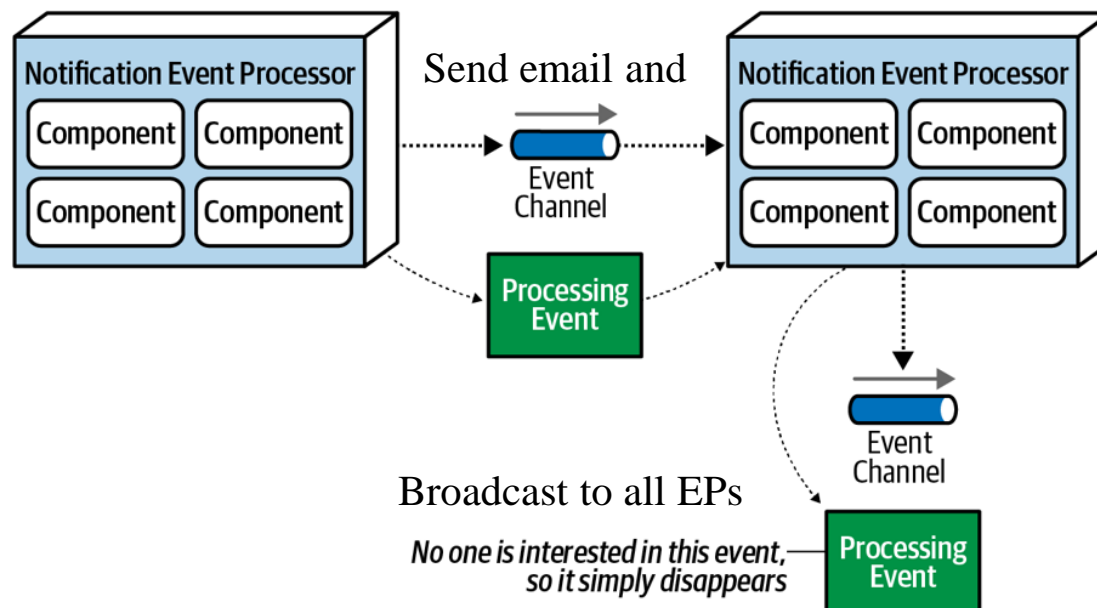 Notification Event Processor
Component Component
Component Component
Send email and
Event
Channel
Notification Event Processor
Component Component
Component Component
Processing
Event
Event
Channel
Broadcast to all EPs
No one is interested in this event,
so it simply disappears
Processing
Event